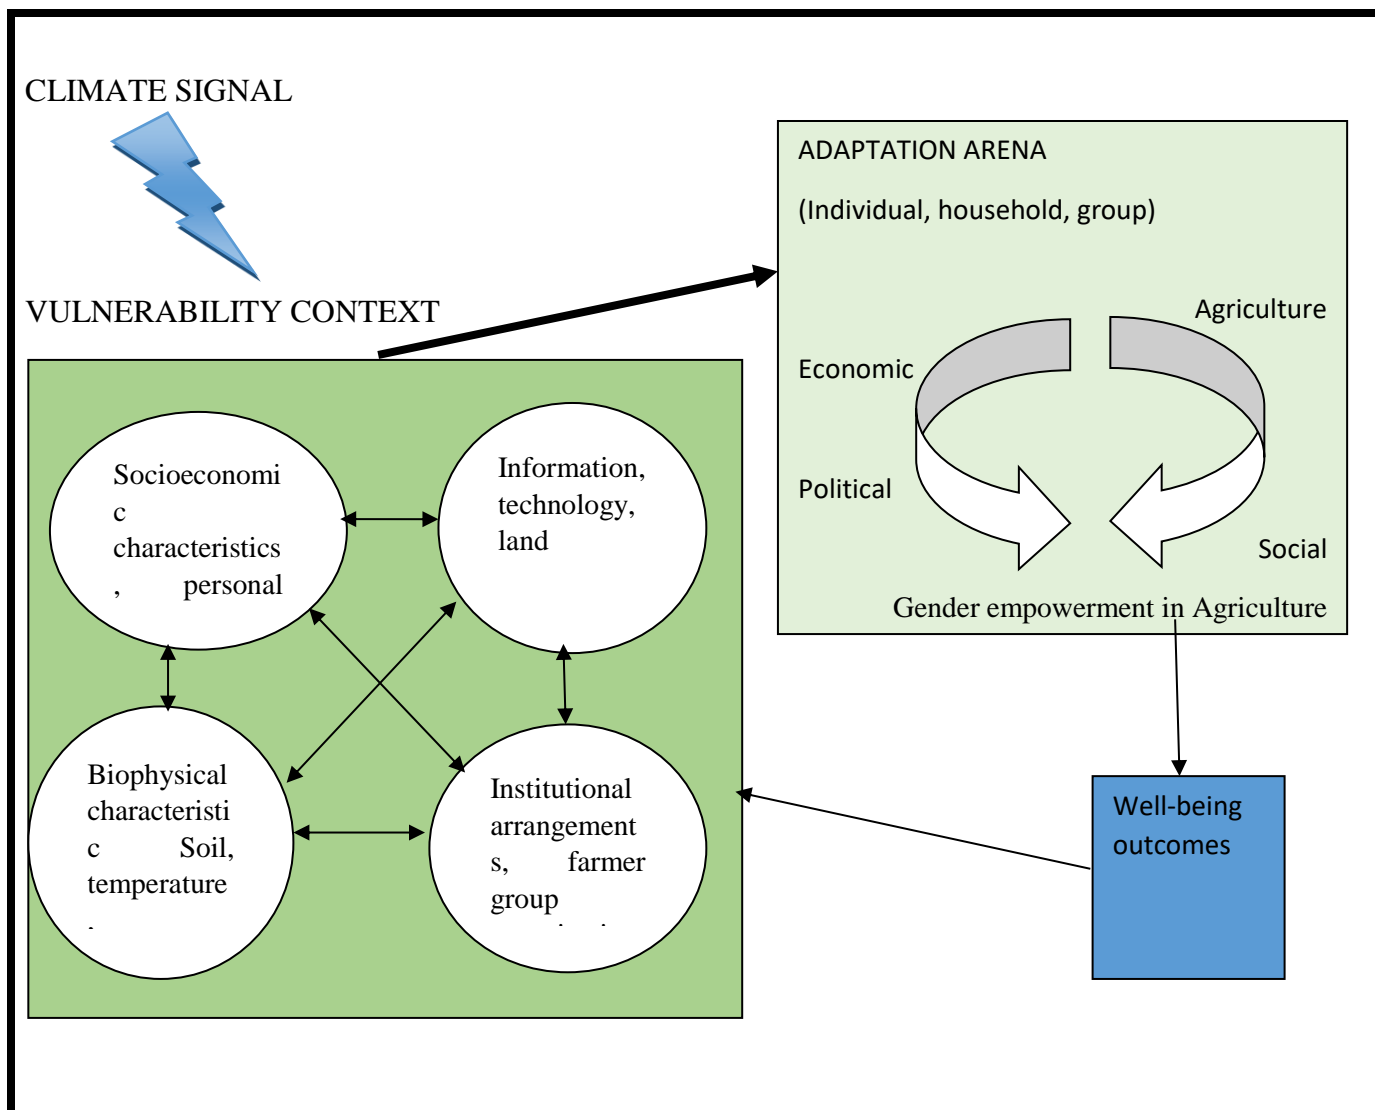 CLIMATE SIGNAL
VULNERABILITY CONTEXT
Socioeconomi
c
characteristics
, personal
Information,
technology,
land
Biophysical
characteristi
c Soil,
temperature
Institutional
arrangement
s, farmer
group
ADAPTATION ARENA
(Individual, household, group)
Agriculture
Economic
Political
Social
Gender empowerment in Agriculture
Well-being
outcomes